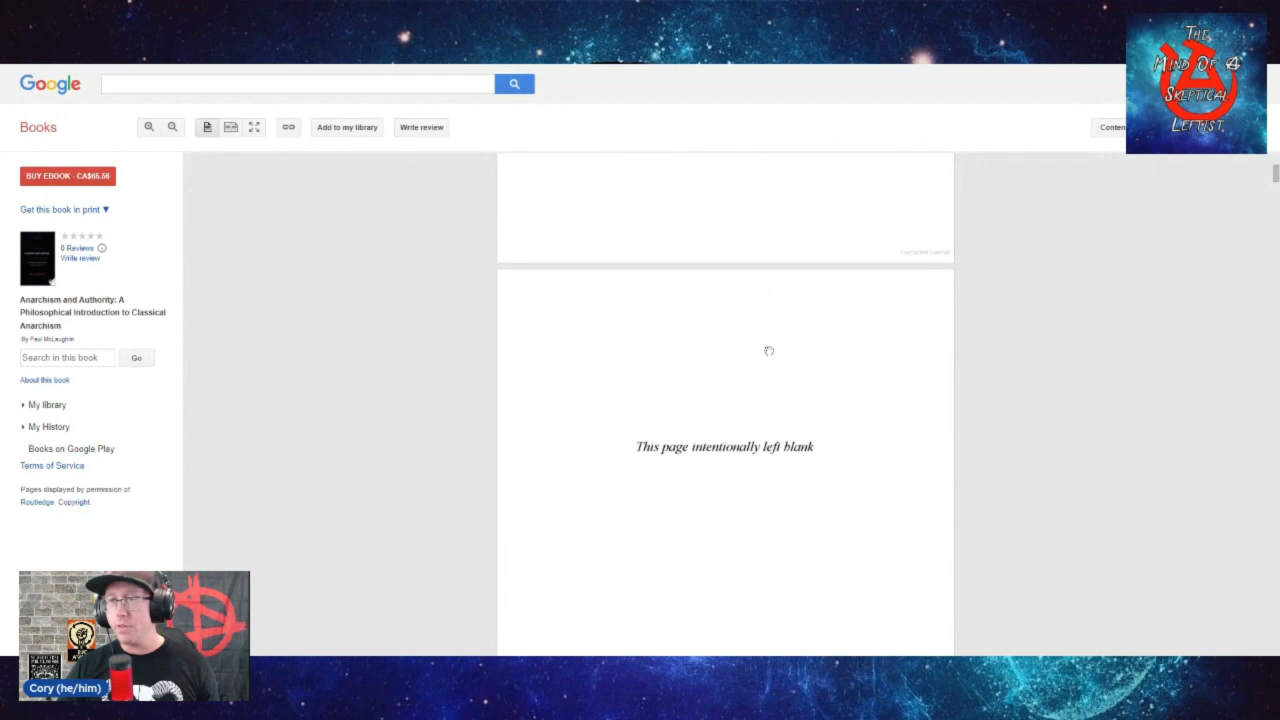 THE
MIND OF A
SKEPTICAL
LEFTIST
Google
Books
Add to my library
Write review
Conten
BUY EBOOK - CA$65.56
Get this book in print ▼
0 Reviews
Write review
Anarchism and Authority: A
Philosophical Introduction to Classical
Anarchism
By Paul McLaughlin
Search in this book
Go
About this book
My library
My History
Books on Google Play
Terms of Service
Pages displayed by permission of
Routledge. Copyright.
Copyrighted material
This page intentionally left blank
Cory (he/him)